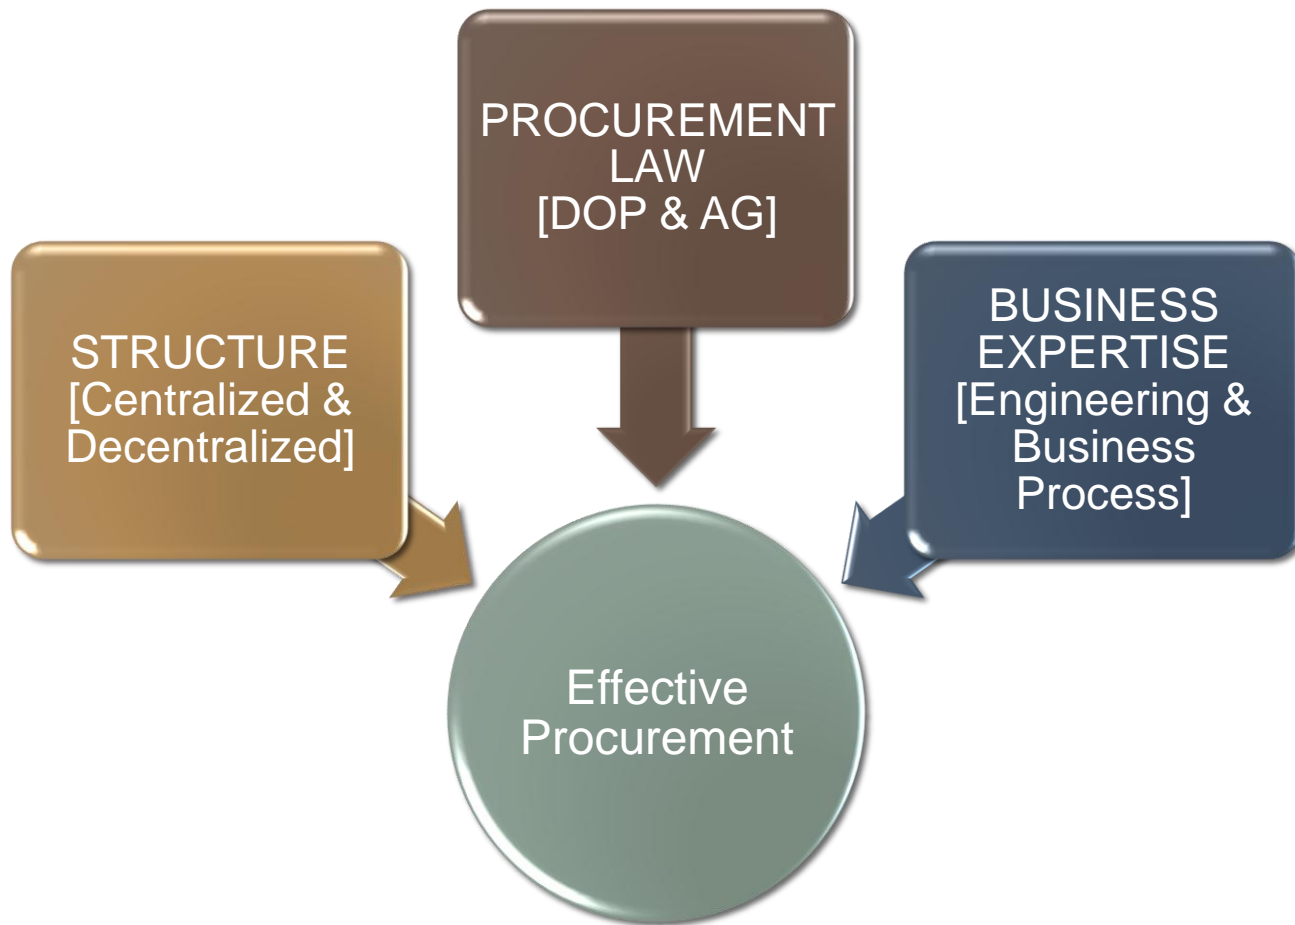 PROCUREMENT
LAW
[DOP & AG]
STRUCTURE
[Centralized &
Decentralized]
BUSINESS
EXPERTISE
[Engineering &
Business
Process]
Effective
Procurement